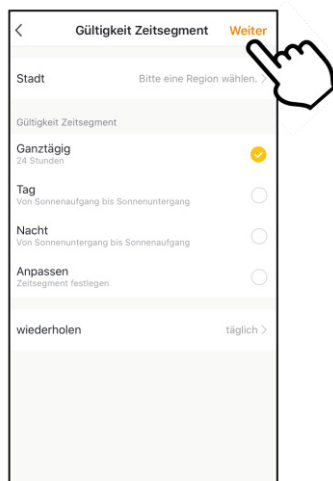 Gültigkeit Zeitsegment Weiter
Stadt Bitte eine Region wählen.
Gültigkeit Zeitsegment
Ganztägig
24 Stunden
Tag
Von Sonnenaufgang bis Sonnenuntergang
Nacht
Von Sonnenuntergang bis Sonnenaufgang
Anpassen
Zeitsegment festlegen
wiederholen täglich